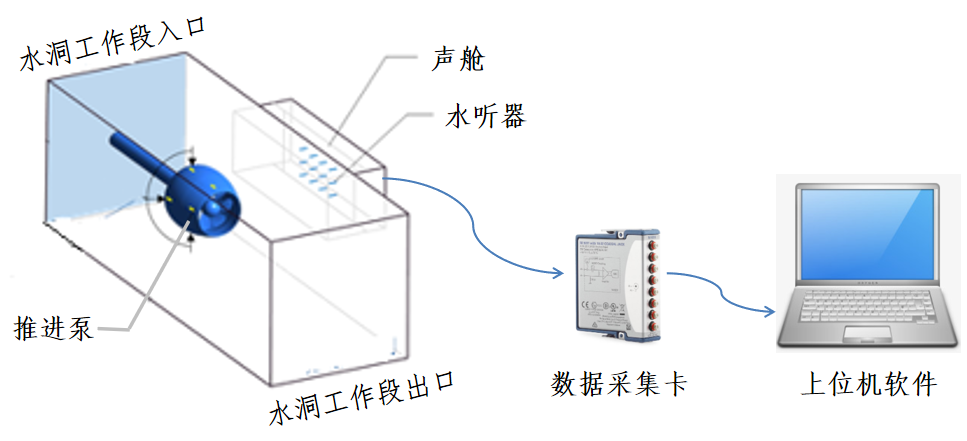 水洞工作段入口
声舱
水听器
推进泵
水洞工作段出口
数据采集卡
上位机软件